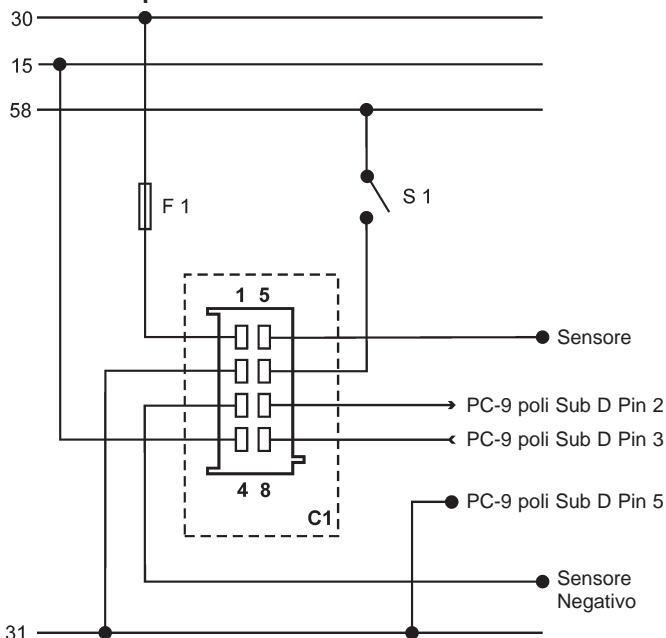 30
15
58
F 1
S 1
1 5
Sensore
PC-9 poli Sub D Pin 2
PC-9 poli Sub D Pin 3
4 8
C1
PC-9 poli Sub D Pin 5
Sensore
Negativo
31